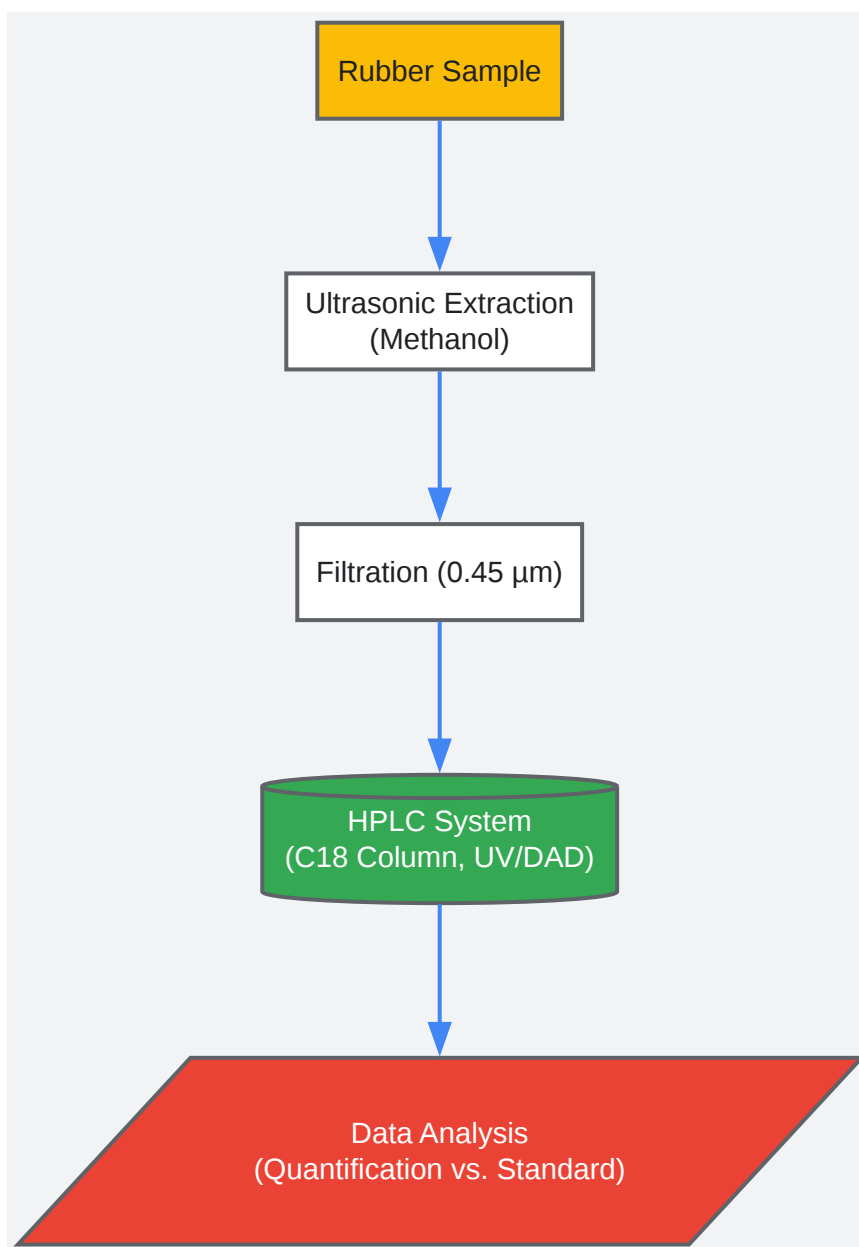 Rubber Sample
Ultrasonic Extraction
(Methanol)
Filtration (0.45 µm)
HPLC System
(C18 Column, UV/DAD)
Data Analysis
(Quantification vs. Standard)